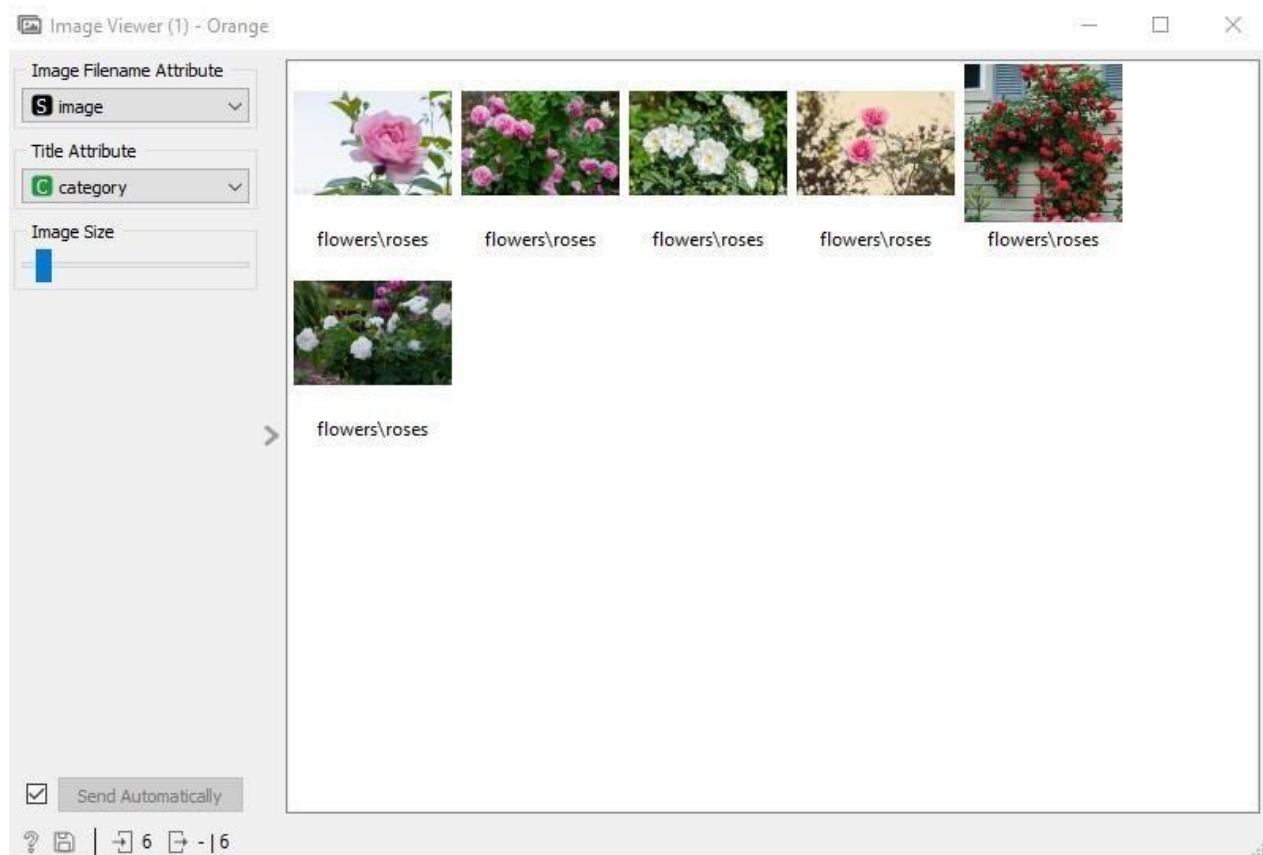 Image Viewer (1) - Orange
Image Filename Attribute
S image
Title Attribute
C category
Image Size
flowers\roses flowers\roses flowers\roses flowers\roses flowers\roses
flowers\roses
Send Automatically
? 6 - | 6